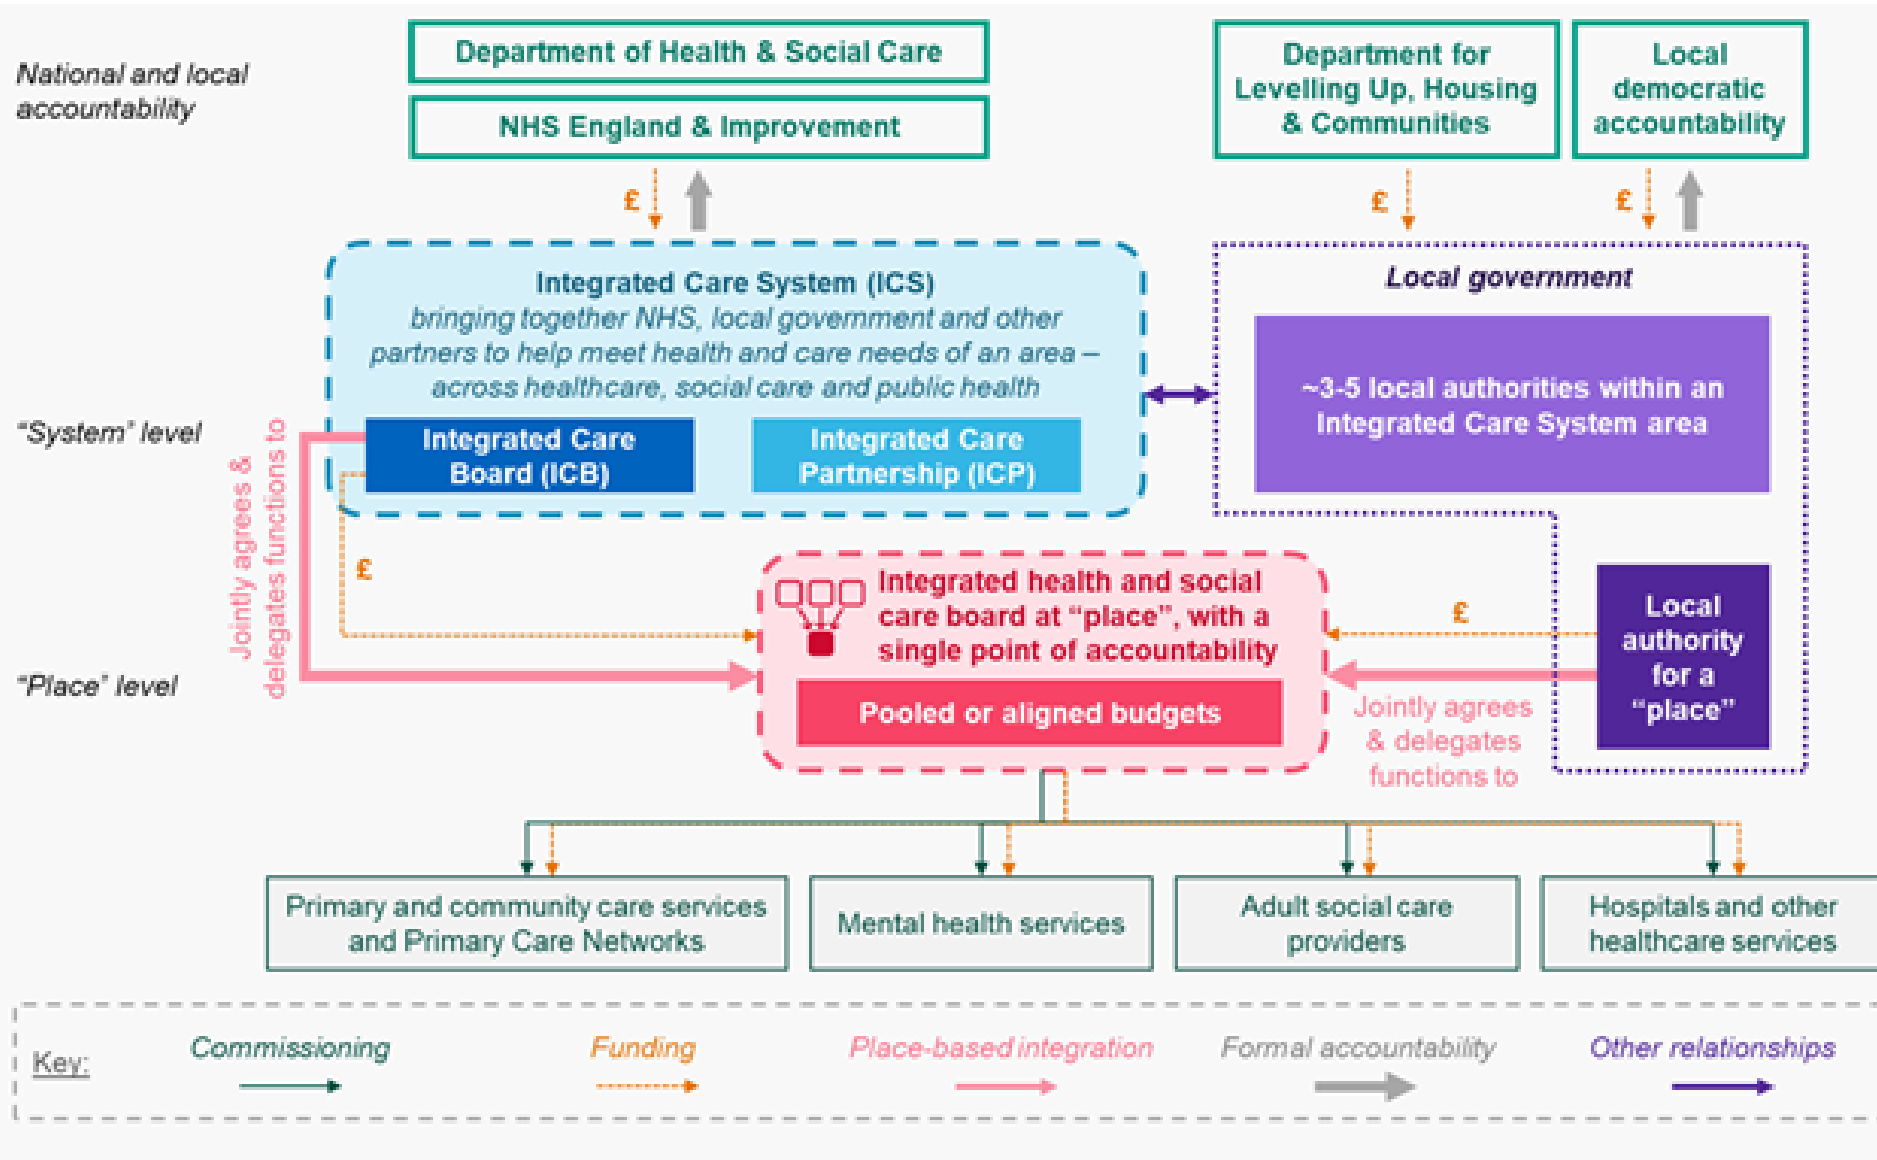 National and local
accountability
Department of Health & Social Care
NHS England & Improvement
Department for
Levelling Up, Housing
& Communities
Local
democratic
accountability
£
£
£
Integrated Care System (ICS)
bringing together NHS, local government and other
partners to help meet health and care needs of an area –
across healthcare, social care and public health
Integrated Care
Board (ICB)
Integrated Care
Partnership (ICP)
Local government
~3-5 local authorities within an
Integrated Care System area
"System" level
Jointly agrees &
delegates functions to
£
Integrated health and social
care board at "place", with a
single point of accountability
Pooled or aligned budgets
£
Local
authority
for a
"place"
"Place" level
Jointly agrees
& delegates
functions to
Primary and community care services
and Primary Care Networks
Mental health services
Adult social care
providers
Hospitals and other
healthcare services
Key:
Commissioning
Funding
Place-based integration
Formal accountability
Other relationships